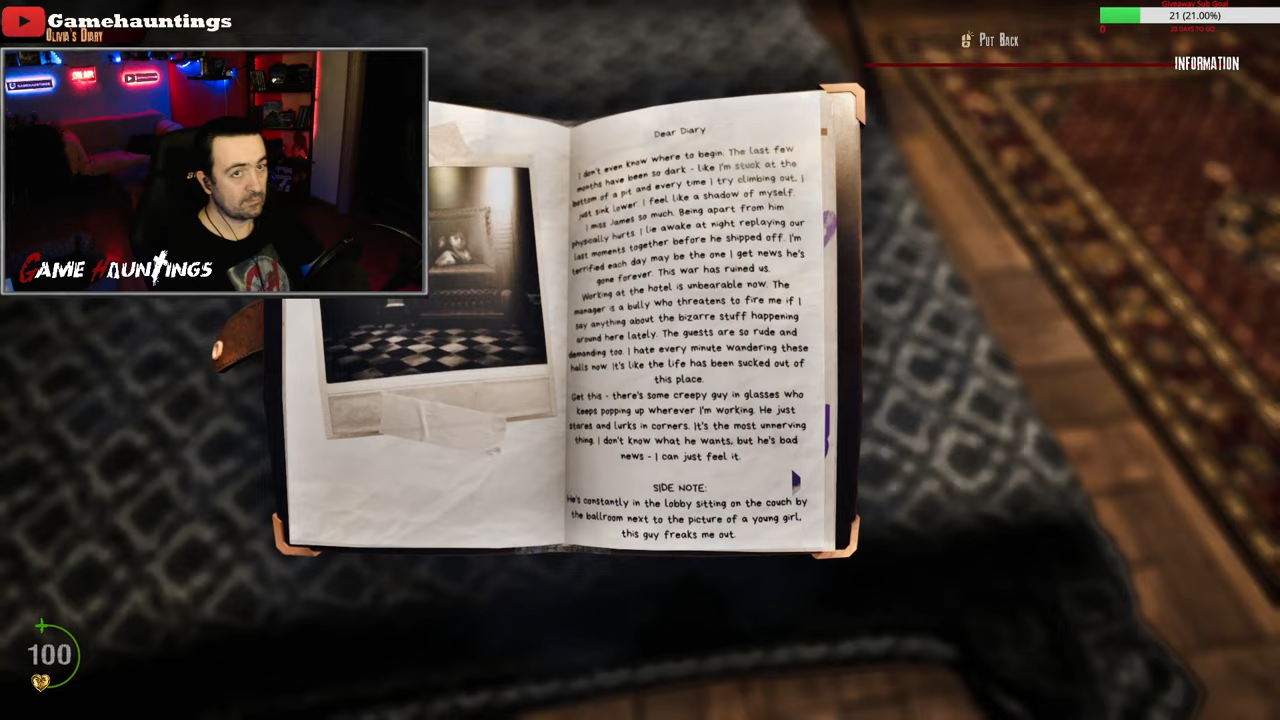 Gamehauntings
Olivia's Diary
Giveaway Sub Goal
21 (21.00%)
0
Put Back
INFORMATION
GAME HAUNTINGS
Dear Diary
I don't even know where to begin. The last few
months have been so dark - like I'm stuck at the
bottom of a pit and every time I try climbing out, I
just sink lower. I feel like a shadow of myself.
I miss James so much. Being apart from him
physically hurts. I lie awake at night replaying our
last moments together before he shipped off. I'm
terrified each day may be the one I get news he's
gone forever. This war has ruined us.
Working at the hotel is unbearable now. The
manager is a bully who threatens to fire me if I
say anything about the bizarre stuff happening
around here lately. The guests are so rude and
demanding too. I hate every minute wandering these
halls now. It's like the life has been sucked out of
this place.
Get this - there's some creepy guy in glasses who
keeps popping up wherever I'm working. He just
stares and lurks in corners. It's the most unnerving
thing. I don't know what he wants, but he's bad
news - I can just feel it.
SIDE NOTE:
He's constantly in the lobby sitting on the couch by
the ballroom next to the picture of a young girl,
this guy freaks me out.
100